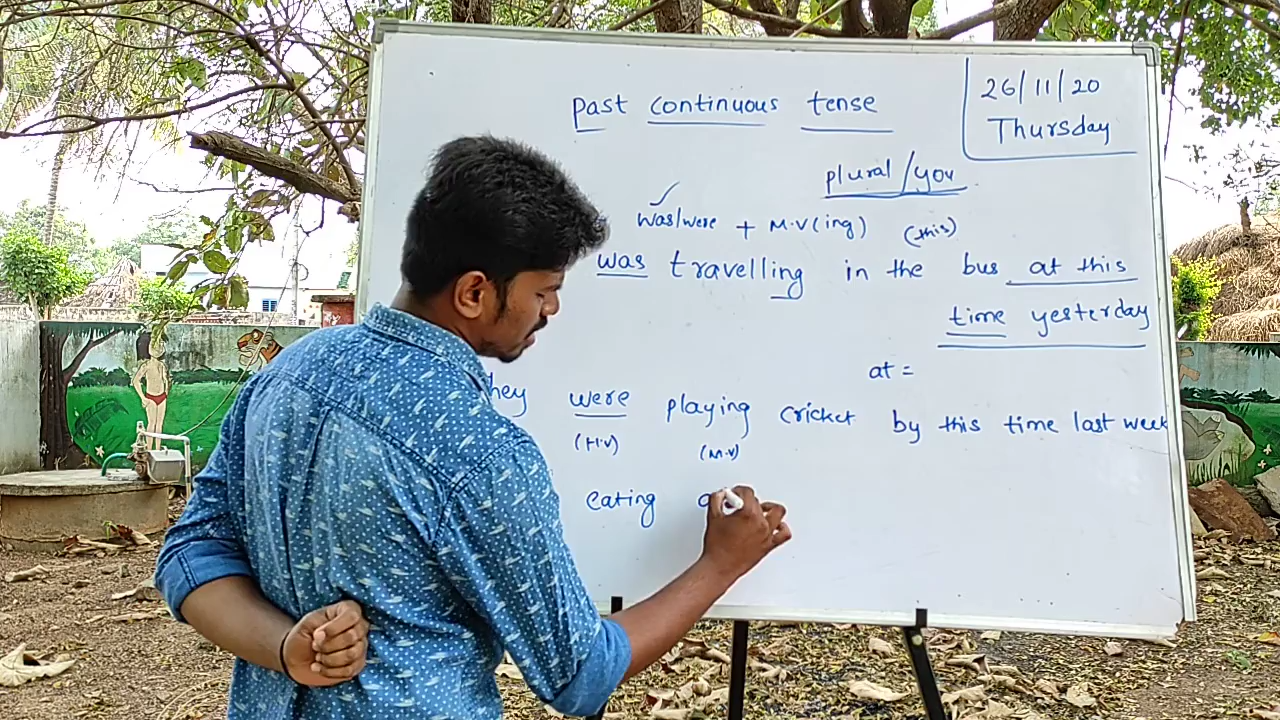 past continuous tense
26/11/20
Thursday
plural/you
was/were + M.V(ing) (this)
was travelling in the bus at this
time yesterday
at =
hey were playing cricket by this time last week
(H.V) (M.V)
eating